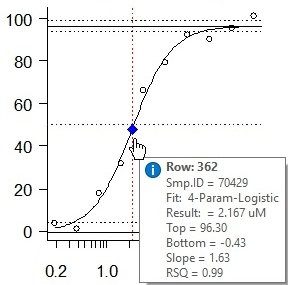 100
80
60
40
20
0
0.2
1.0
Row: 362
Smp.ID = 70429
Fit: 4-Param-Logistic
Result: = 2.167 uM
Top = 96.30
Bottom = -0.43
Slope = 1.63
RSQ = 0.99